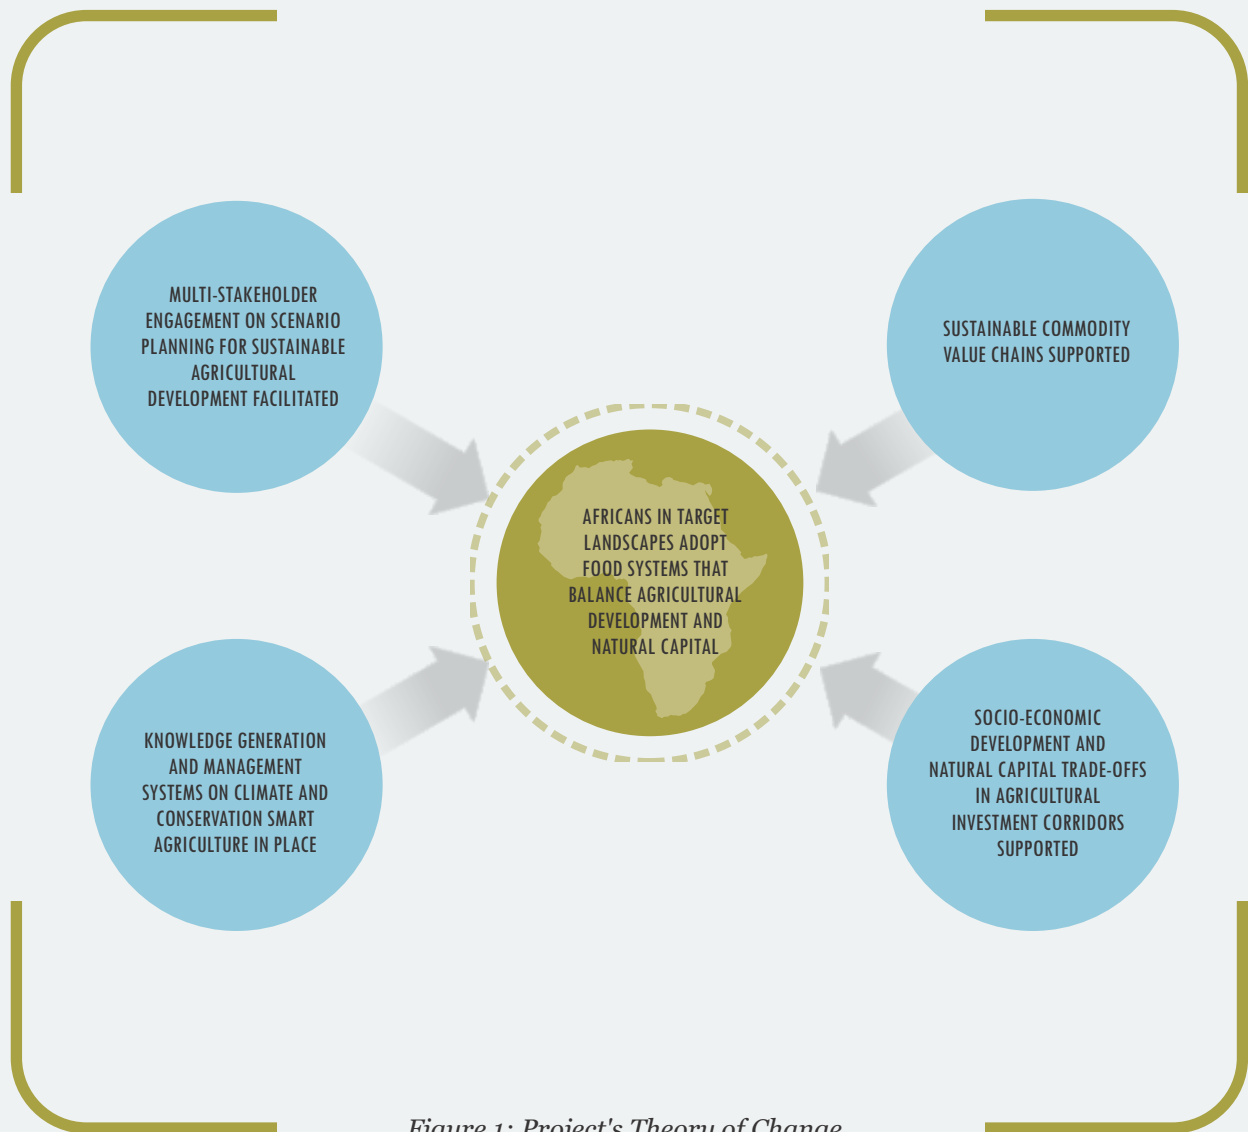 MULTI-STAKEHOLDER
ENGAGEMENT ON SCENARIO
PLANNING FOR SUSTAINABLE
AGRICULTURAL
DEVELOPMENT FACILITATED
SUSTAINABLE COMMODITY
VALUE CHAINS SUPPORTED
AFRICANS IN TARGET
LANDSCAPES ADOPT
FOOD SYSTEMS THAT
BALANCE AGRICULTURAL
DEVELOPMENT AND
NATURAL CAPITAL
KNOWLEDGE GENERATION
AND MANAGEMENT
SYSTEMS ON CLIMATE AND
CONSERVATION SMART
AGRICULTURE IN PLACE
SOCIO-ECONOMIC
DEVELOPMENT AND
NATURAL CAPITAL TRADE-OFFS
IN AGRICULTURAL
INVESTMENT CORRIDORS
SUPPORTED
Figure 1: Project's Theory of Change